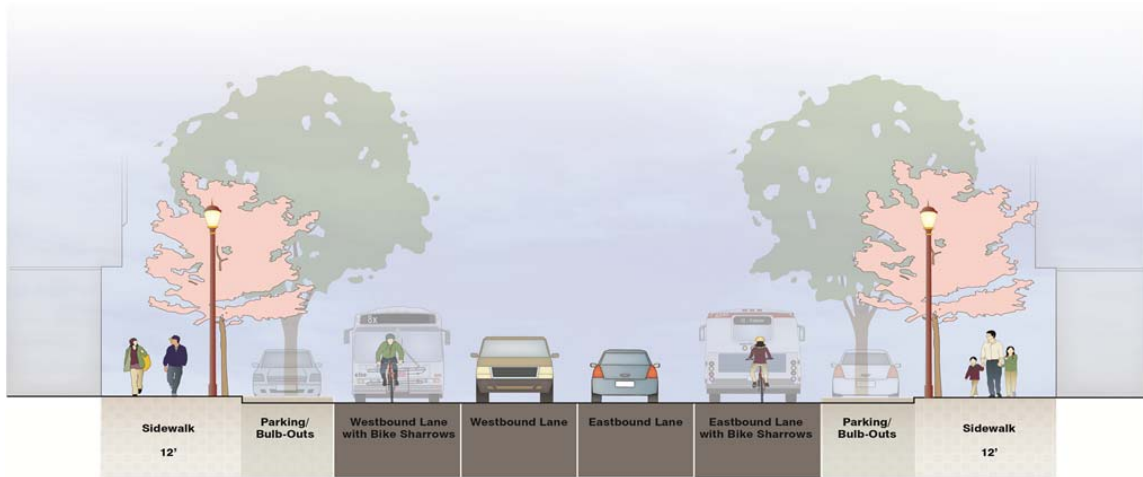 8x
Sidewalk
12'
Parking/
Bulb-Outs
Westbound Lane
with Bike Sharrows
Westbound Lane
Eastbound Lane
Eastbound Lane
with Bike Sharrows
Parking/
Bulb-Outs
Sidewalk
12'